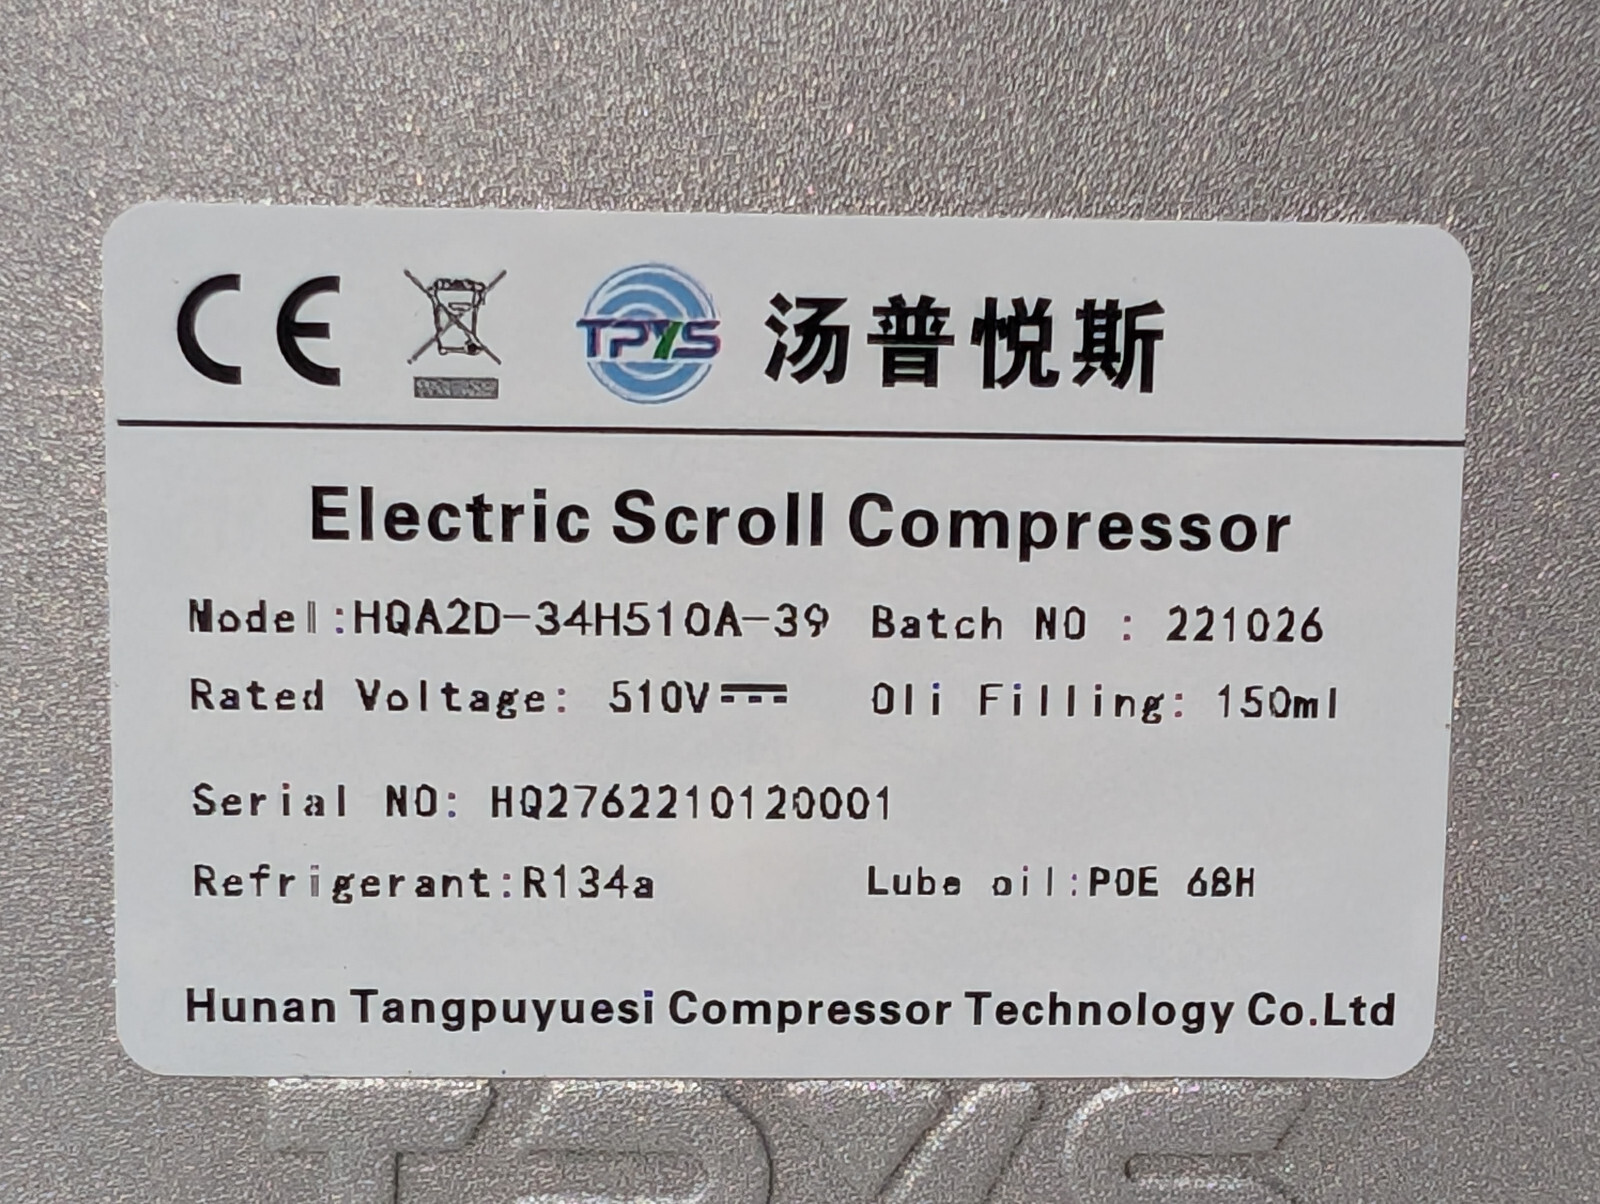 CE TPYS 汤普悦斯
Electric Scroll Compressor
Model:HQA2D-34H510A-39 Batch NO : 221026
Rated Voltage: 510V⎓ Oli Filling: 150ml
Serial NO: HQ2762210120001
Refrigerant:R134a Lube oil:POE 68H
Hunan Tangpuyuesi Compressor Technology Co.Ltd
TPYS